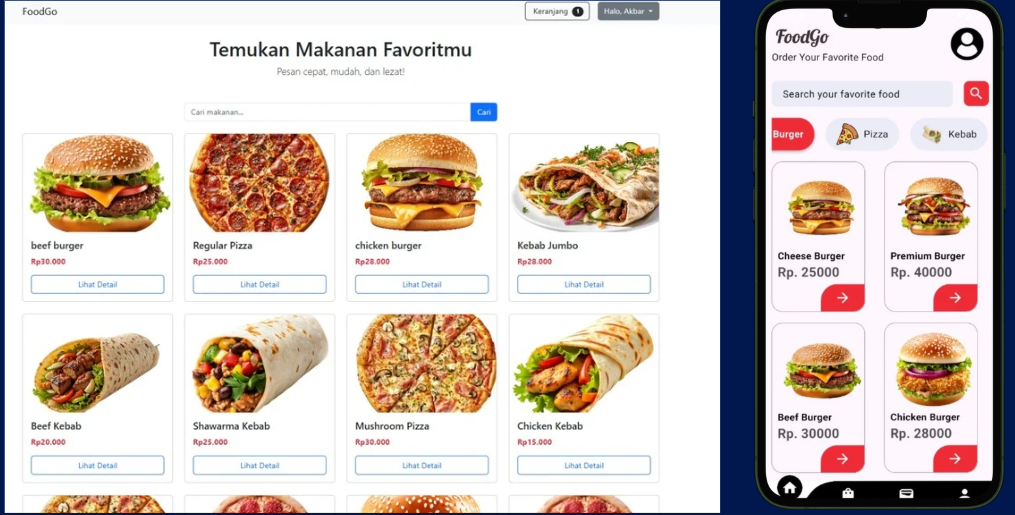 FoodGo
Keranjang 1
Halo, Akbar
Temukan Makanan Favoritmu
Pesan cepat, mudah, dan lezat!
Cari makanan...
Cari
beef burger
Rp30.000
Lihat Detail
Regular Pizza
Rp25.000
Lihat Detail
chicken burger
Rp28.000
Lihat Detail
Kebab Jumbo
Rp28.000
Lihat Detail
Beef Kebab
Rp20.000
Lihat Detail
Shawarma Kebab
Rp25.000
Lihat Detail
Mushroom Pizza
Rp30.000
Lihat Detail
Chicken Kebab
Rp15.000
Lihat Detail
FoodGo
Order Your Favorite Food
Search your favorite food
Burger
Pizza
Kebab
Cheese Burger
Rp. 25000
Premium Burger
Rp. 40000
Beef Burger
Rp. 30000
Chicken Burger
Rp. 28000